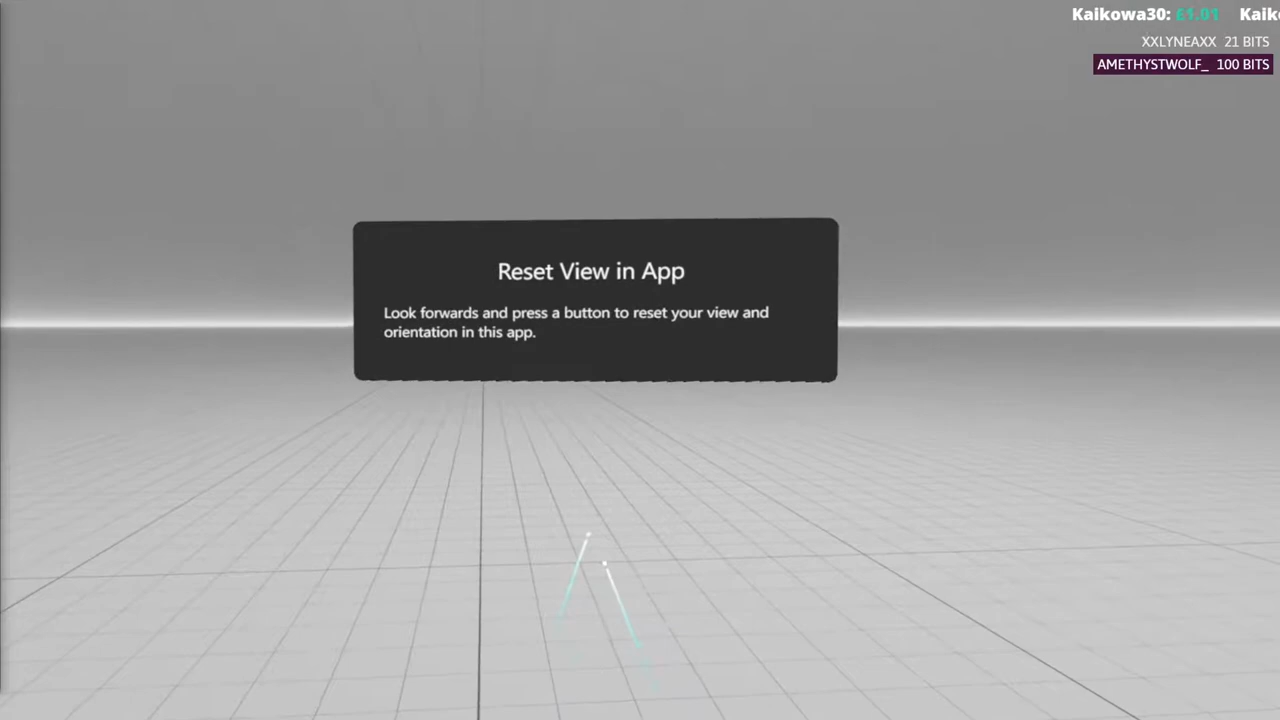 Kaikowa30: £1.01 Kaik
XXLYNEAXX 21 BITS
AMETHYSTWOLF_ 100 BITS
Reset View in App
Look forwards and press a button to reset your view and
orientation in this app.